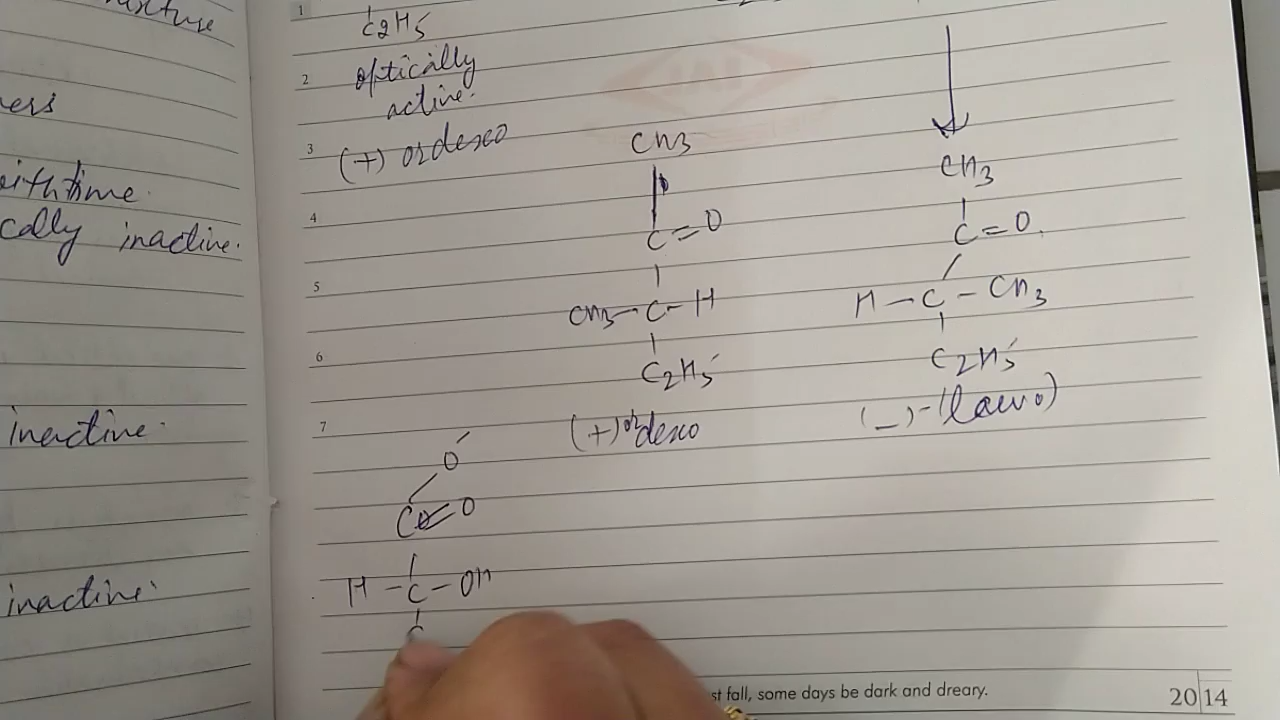 inactive.
ers
with time.
cally inactive.
inactive.
inactive.
1
C2H5
2
optically
active.
3
(+) or dexo
4
5
6
7
CH3
C=O
CH3-C-H
C2H5
(+) or dexo
CH3
C=O.
H-C-CH3
C2H5
(-)-(laevo)
O
C=O
H-C-OH
C
st fall, some days be dark and dreary.
20|14